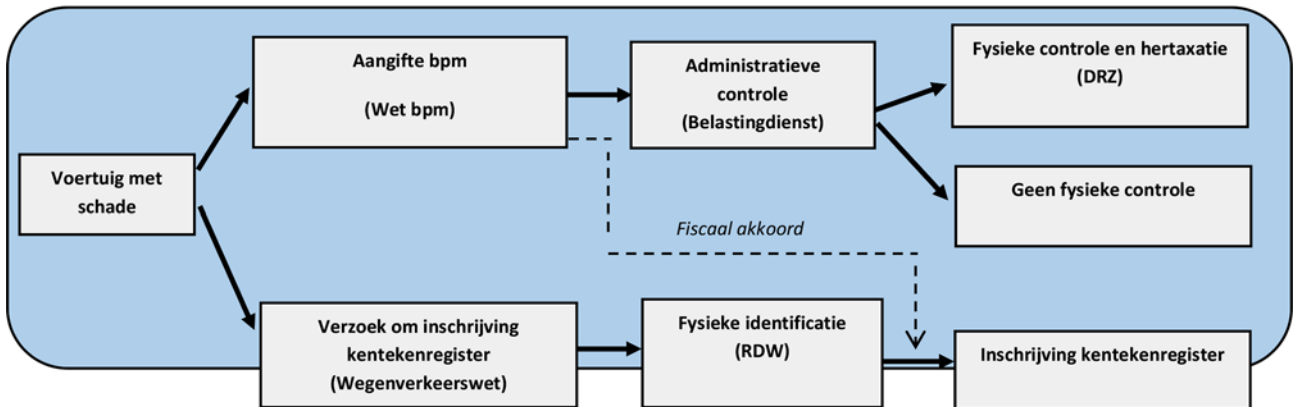 Voertuig met
schade
Aangifte bpm
(Wet bpm)
Administratieve
controle
(Belastingdienst)
Fysieke controle en hertaxatie
(DRZ)
Geen fysieke controle
Fiscaal akkoord
Verzoek om inschrijving
kentekenregister
(Wegenverkeerswet)
Fysieke identificatie
(RDW)
Inschrijving kentekenregister